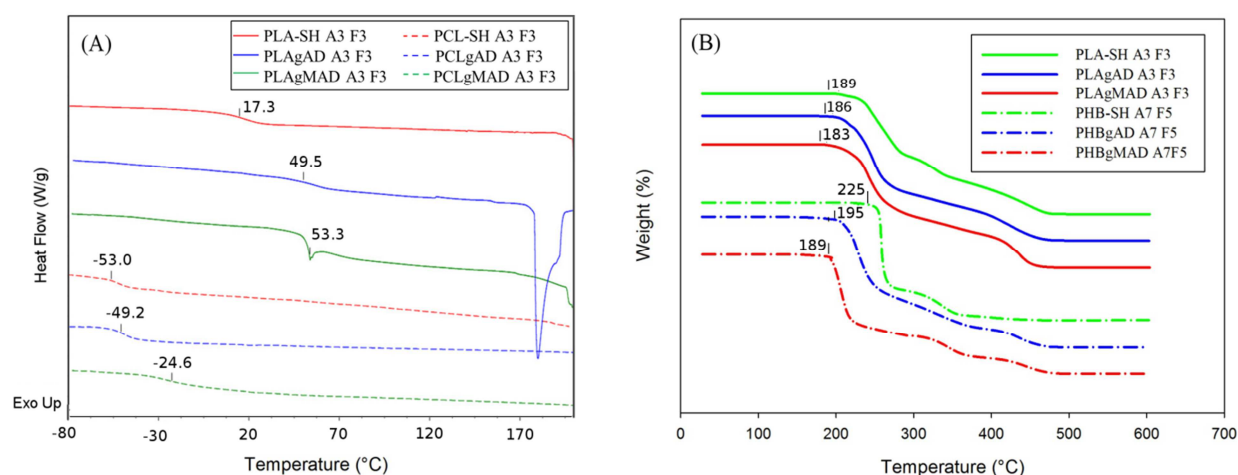 (A)
PLA-SH A3 F3
PCL-SH A3 F3
PLAgAD A3 F3
PCLgAD A3 F3
PLAgMAD A3 F3
PCLgMAD A3 F3
17.3
49.5
53.3
-53.0
-49.2
-24.6
Heat Flow (W/g)
Exo Up
-80
-30
20
70
120
170
Temperature (°C)
(B)
PLA-SH A3 F3
PLAgAD A3 F3
PLAgMAD A3 F3
PHB-SH A7 F5
PHBgAD A7 F5
PHBgMAD A7F5
189
186
183
225
195
189
Weight (%)
0
100
200
300
400
500
600
700
Temperature (°C)